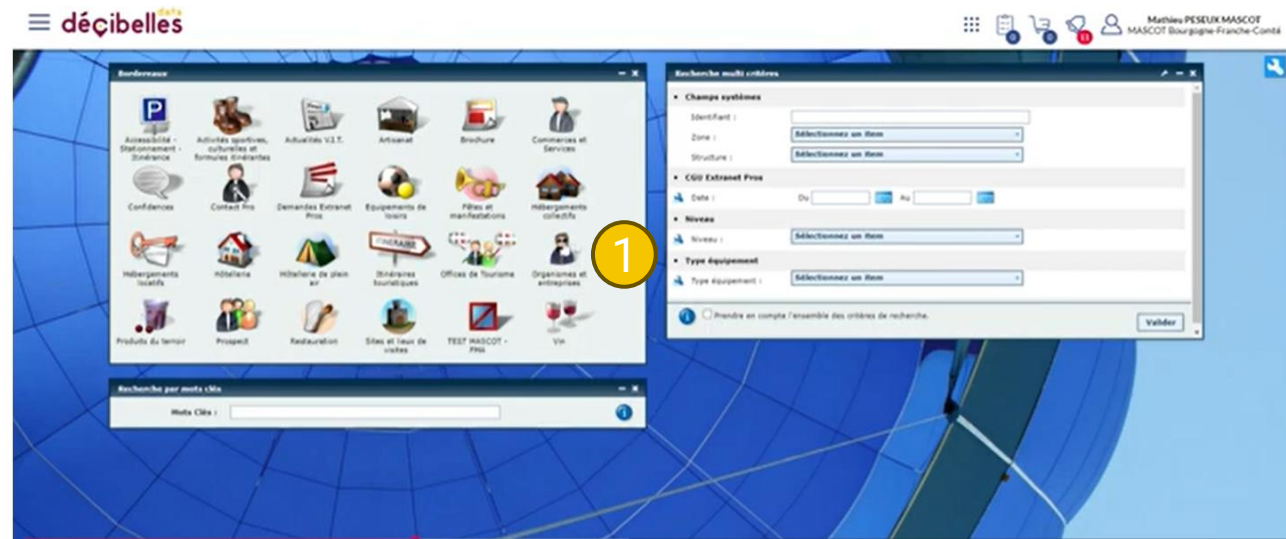 data
décibelles
0
0
11
Mathieu PESEUX MASCOT
MASCOT Bourgogne-Franche-Comté
Bordereaux
Accessibilité -
Stationnement -
Itinérance
Activités sportives,
culturelles et
formules itinérantes
Actualités V.I.T.
Artisanat
Brochure
Commerces et
Services
Confidences
Contact Pro
Demandes Extranet
Pros
Equipements de
loisirs
Fêtes et
manifestations
Hébergements
collectifs
Hébergements
locatifs
Hôtellerie
Hôtellerie de plein
air
ITINERAIRE
Itinéraires
touristiques
Offices de Tourisme
Organismes et
entreprises
Produits du terroir
Prospect
Restauration
Sites et lieux de
visites
TEST MASCOT -
PMA
Vin
1
Recherche par mots clés
Mots Clés :
Recherche multi critères
Champs systèmes
Identifiant :
Zone :
Sélectionnez un item
Structure :
Sélectionnez un item
CGU Extranet Pros
Date :
Du
Au
Niveau
Niveau :
Sélectionnez un item
Type équipement
Type équipement :
Sélectionnez un item
Prendre en compte l'ensemble des critères de recherche.
Valider